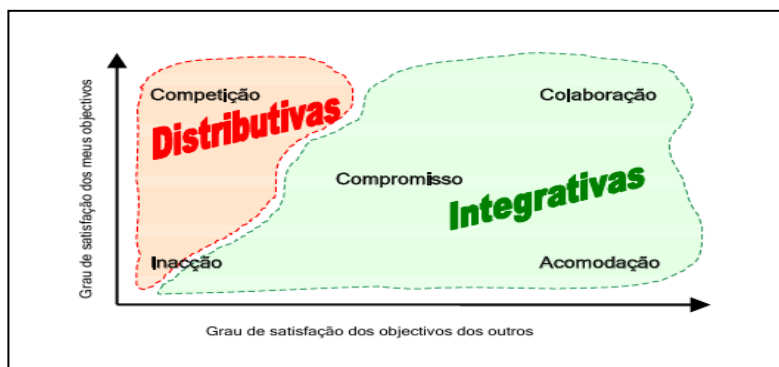 Grau de satisfação dos meus objectivos
Competição
Colaboração
Distributivas
Compromisso
Integrativas
Inacção
Acomodação
Grau de satisfação dos objectivos dos outros